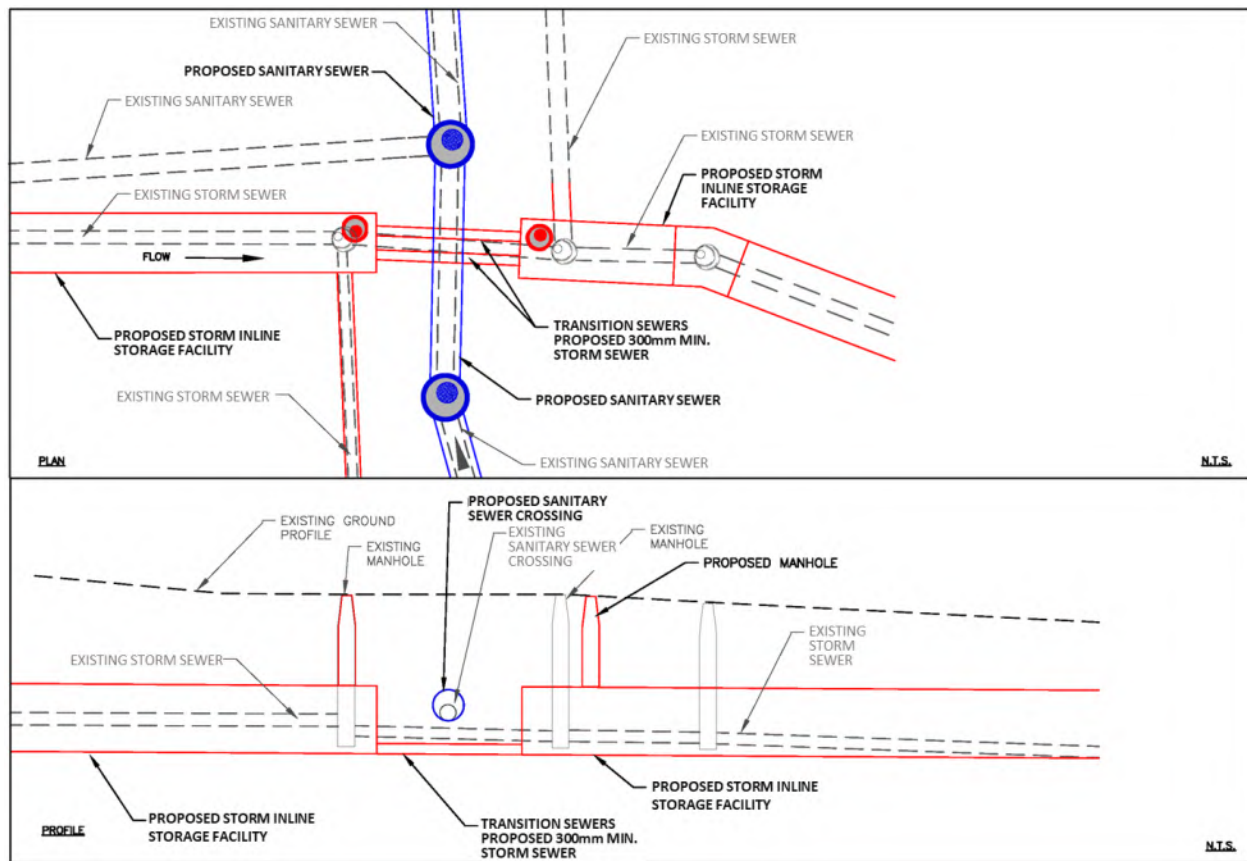 EXISTING SANITARY SEWER
EXISTING STORM SEWER
PROPOSED SANITARY SEWER
EXISTING SANITARY SEWER
EXISTING STORM SEWER
PROPOSED STORM
INLINE STORAGE
FACILITY
EXISTING STORM SEWER
FLOW
PROPOSED STORM INLINE
STORAGE FACILITY
TRANSITION SEWERS
PROPOSED 300mm MIN.
STORM SEWER
EXISTING STORM SEWER
PROPOSED SANITARY SEWER
PLAN
EXISTING SANITARY SEWER
N.T.S.
PROPOSED SANITARY
SEWER CROSSING
EXISTING GROUND
PROFILE
EXISTING
MANHOLE
EXISTING
SANITARY SEWER
CROSSING
EXISTING
MANHOLE
PROPOSED MANHOLE
EXISTING STORM SEWER
EXISTING
STORM
SEWER
PROPOSED STORM INLINE
STORAGE FACILITY
PROPOSED STORM INLINE
STORAGE FACILITY
TRANSITION SEWERS
PROPOSED 300mm MIN.
STORM SEWER
PROFILE
N.T.S.